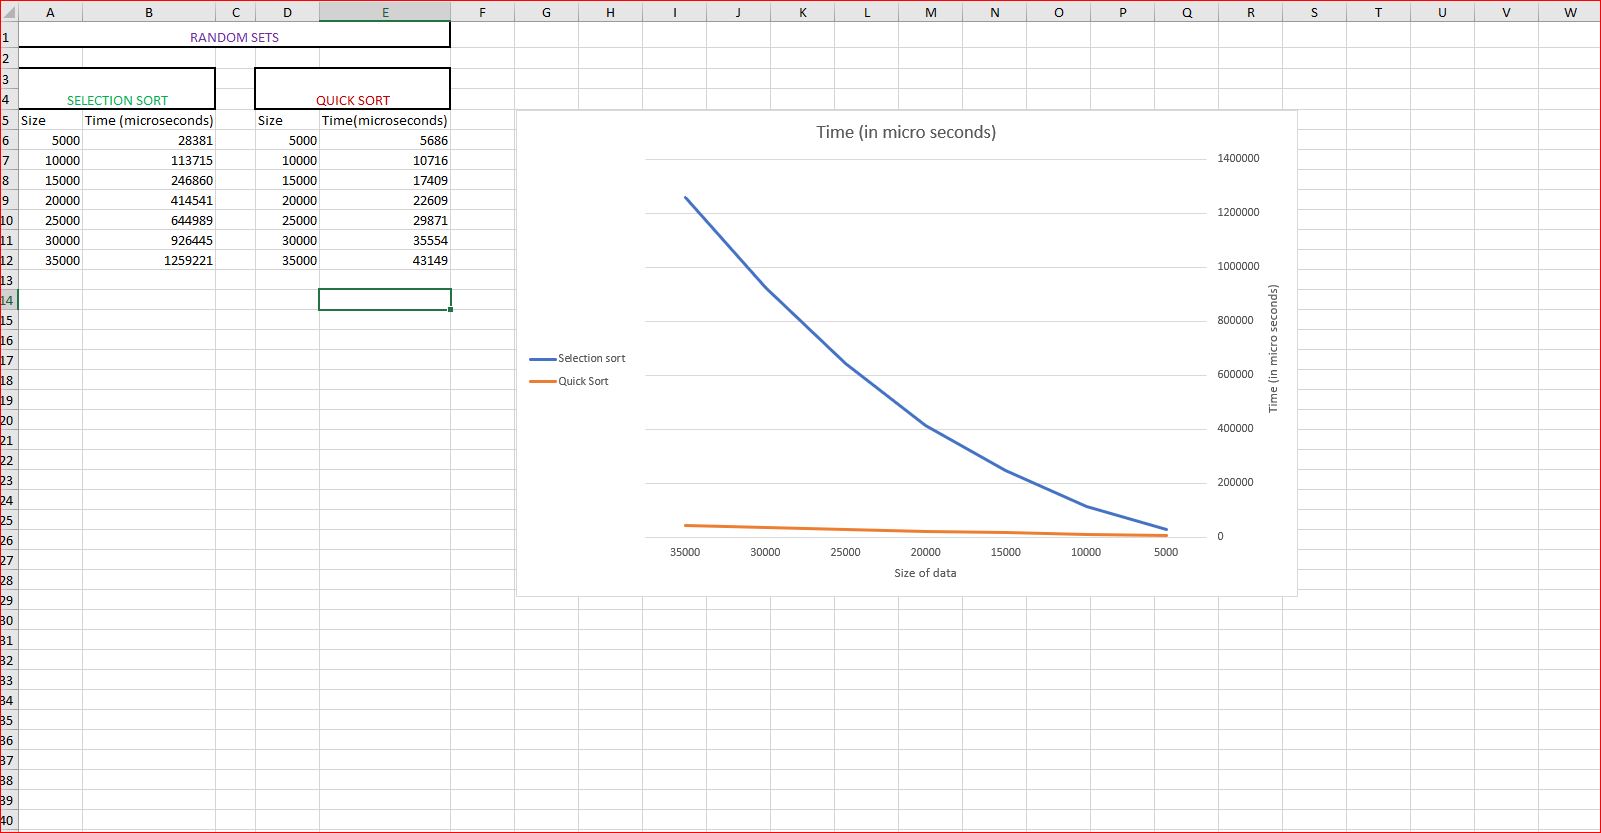 A B C D E F G H I J K L M N O P Q R S T U V W
1 RANDOM SETS
2
3
4 SELECTION SORT QUICK SORT
5 Size Time (microseconds) Size Time(microseconds)
6 5000 28381 5000 5686
7 10000 113715 10000 10716
8 15000 246860 15000 17409
9 20000 414541 20000 22609
10 25000 644989 25000 29871
11 30000 926445 30000 35554
12 35000 1259221 35000 43149
13
14
15
16
17
18
19
20
21
22
23
24
25
26
27
28
29
30
31
32
33
34
35
36
37
38
39
40
Time (in micro seconds)
1400000
1200000
1000000
800000
600000
400000
200000
0
Time (in micro seconds)
Selection sort
Quick Sort
35000 30000 25000 20000 15000 10000 5000
Size of data